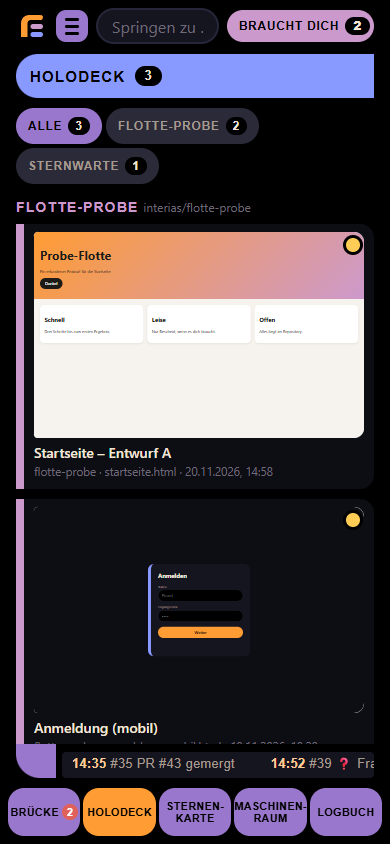 Springen zu .
BRAUCHT DICH 2
HOLODECK 3
ALLE 3
FLOTTE-PROBE 2
STERNWARTE 1
FLOTTE-PROBE interias/flotte-probe
Probe-Flotte
Schnell
Leise
Offen
Startseite – Entwurf A
flotte-probe · startseite.html · 20.11.2026, 14:58
Anmelden
Weiter
Anmeldung (mobil)
14:35 #35 PR #43 gemergt 14:52 #39 ? Fra
BRÜCKE 2
HOLODECK
STERNEN-
KARTE
MASCHINEN-
RAUM
LOGBUCH